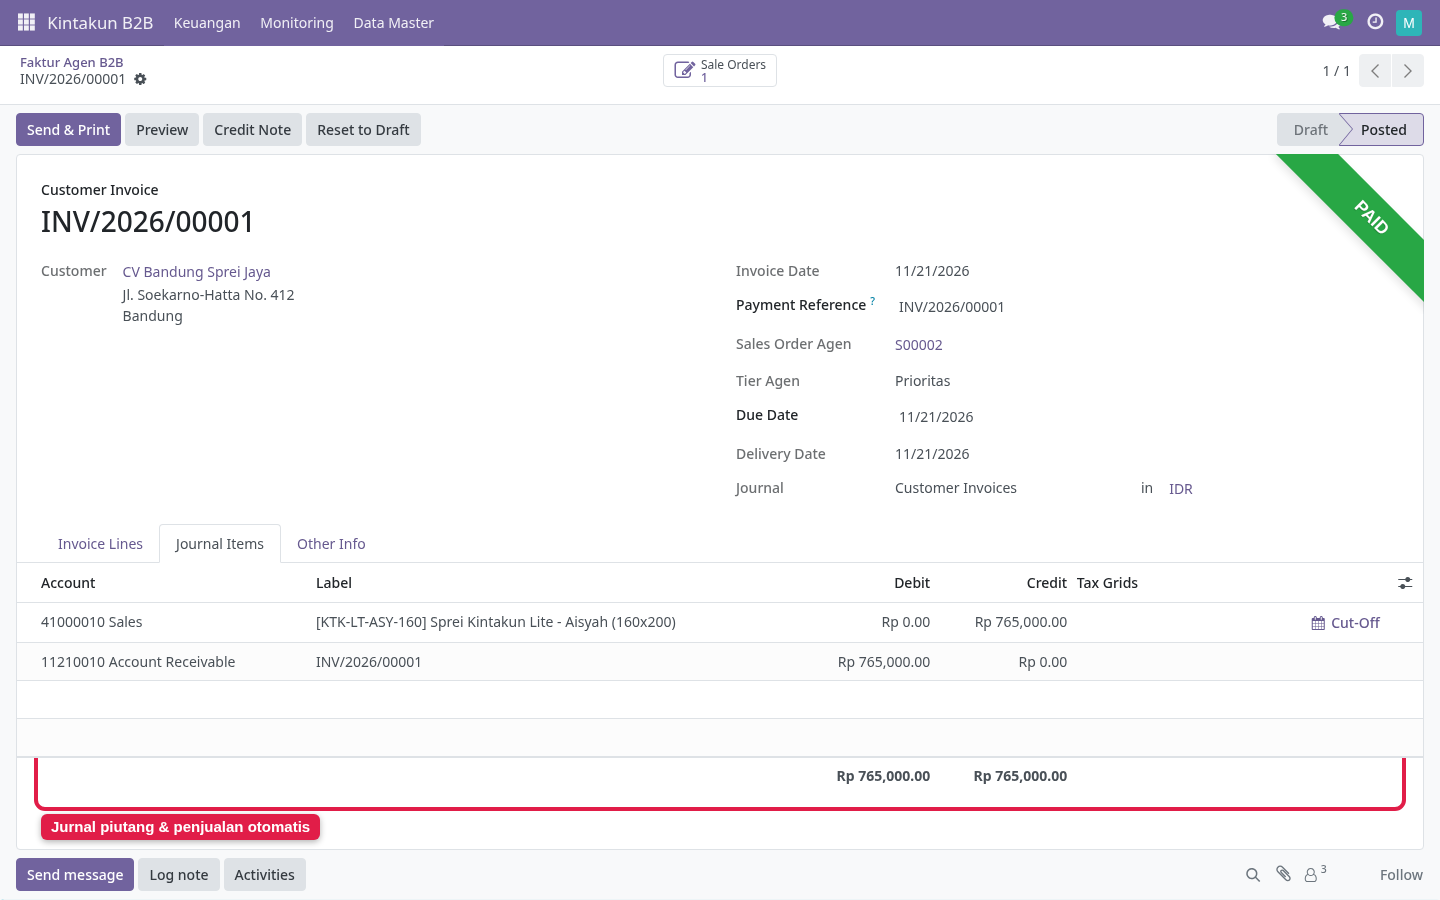 Kintakun B2B Keuangan Monitoring Data Master 3 M
Faktur Agen B2B
INV/2026/00001
Sale Orders
1
1 / 1
Send & Print Preview Credit Note Reset to Draft Draft Posted
PAID
Customer Invoice
INV/2026/00001
Customer CV Bandung Sprei Jaya
Jl. Soekarno-Hatta No. 412
Bandung
Invoice Date 11/21/2026
Payment Reference ? INV/2026/00001
Sales Order Agen S00002
Tier Agen Prioritas
Due Date 11/21/2026
Delivery Date 11/21/2026
Journal Customer Invoices in IDR
Invoice Lines Journal Items Other Info
Account Label Debit Credit Tax Grids
41000010 Sales [KTK-LT-ASY-160] Sprei Kintakun Lite - Aisyah (160x200) Rp 0.00 Rp 765,000.00 Cut-Off
11210010 Account Receivable INV/2026/00001 Rp 765,000.00 Rp 0.00
Rp 765,000.00 Rp 765,000.00
Jurnal piutang & penjualan otomatis
Send message Log note Activities 3 Follow